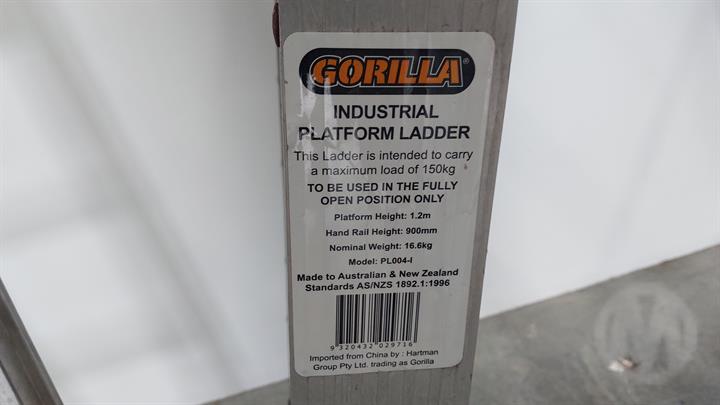 GORILLA®
INDUSTRIAL
PLATFORM LADDER
This Ladder is intended to carry
a maximum load of 150kg
TO BE USED IN THE FULLY
OPEN POSITION ONLY
Platform Height: 1.2m
Hand Rail Height: 900mm
Nominal Weight: 16.6kg
Model: PL004-I
Made to Australian & New Zealand
Standards AS/NZS 1892.1:1996
9 320432 029716
Imported from China by : Hartman
Group Pty Ltd. trading as Gorilla
M